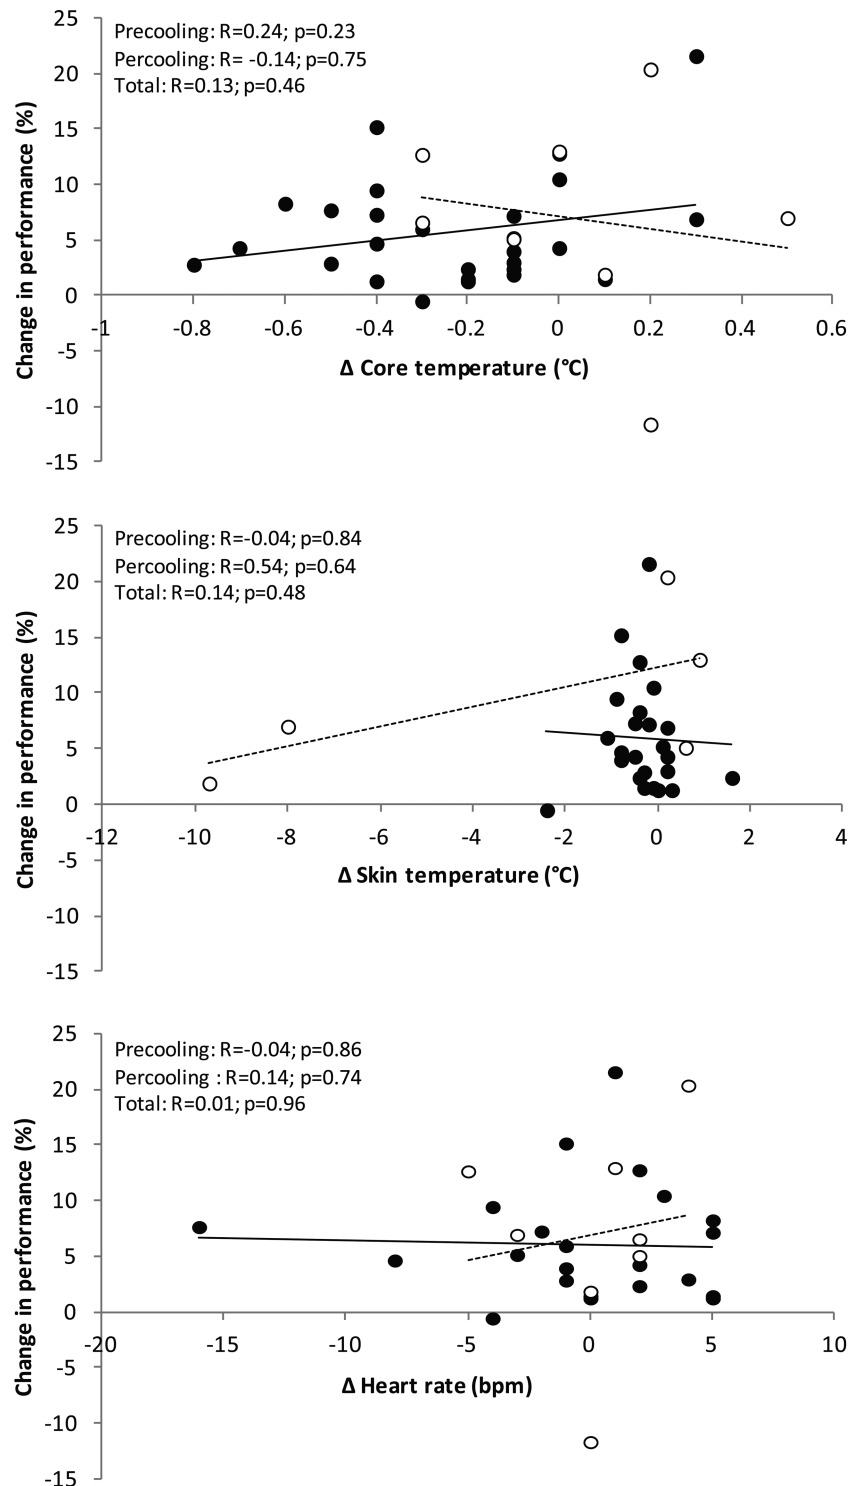 25
Precooling: R=0.24; p=0.23
Percooling: R= -0.14; p=0.75
20
Total: R=0.13; p=0.46
15
10
5
0
-1 -0.8 -0.6 -0.4 -0.2 0 0.2 0.4 0.6
-5
Δ Core temperature (°C)
-10
-15
Change in performance (%)
25
Precooling: R=-0.04; p=0.84
Percooling: R=0.54; p=0.64
20
Total: R=0.14; p=0.48
15
10
5
0
-12 -10 -8 -6 -4 -2 0 2 4
-5
Δ Skin temperature (°C)
-10
-15
Change in performance (%)
25
Precooling: R=-0.04; p=0.86
Percooling : R=0.14; p=0.74
20
Total: R=0.01; p=0.96
15
10
5
0
-20 -15 -10 -5 0 5 10
-5
Δ Heart rate (bpm)
-10
-15
Change in performance (%)